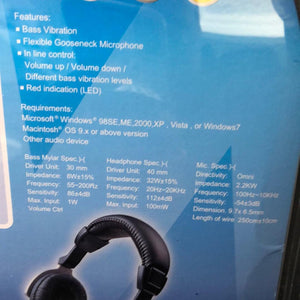 Features:
Bass Vibration
Flexible Gooseneck Microphone
In line control:
Volume up / Volume down /
Different bass vibration levels
Red indication (LED)
Requirements:
Microsoft® Windows® 98SE,ME,2000,XP , Vista , or Windows7
Macintosh® OS 9.x or above version
Other audio device
Bass Mylar Spec.}-{
Driver Unit: 30 mm
Impedance: 8W±15%
Frequency: 55~200Hz
Sensitivity: 86±4dB
Max. Input: 1W
Volume Ctrl
Headphone Spec.}-{
Driver Unit: 40 mm
Impedance: 32W±15%
Frequency: 20Hz~20KHz
Sensitivity: 112±4dB
Max. Input: 100mW
Mic. Spec.}-{
Directivity: Omni
Impedance: 2.2KW
Frequency: 100Hz~10KHz
Sensitivity: -54±3dB
Dimension: 9.7x 6.5mm
Length of wire: 250cm±10cm